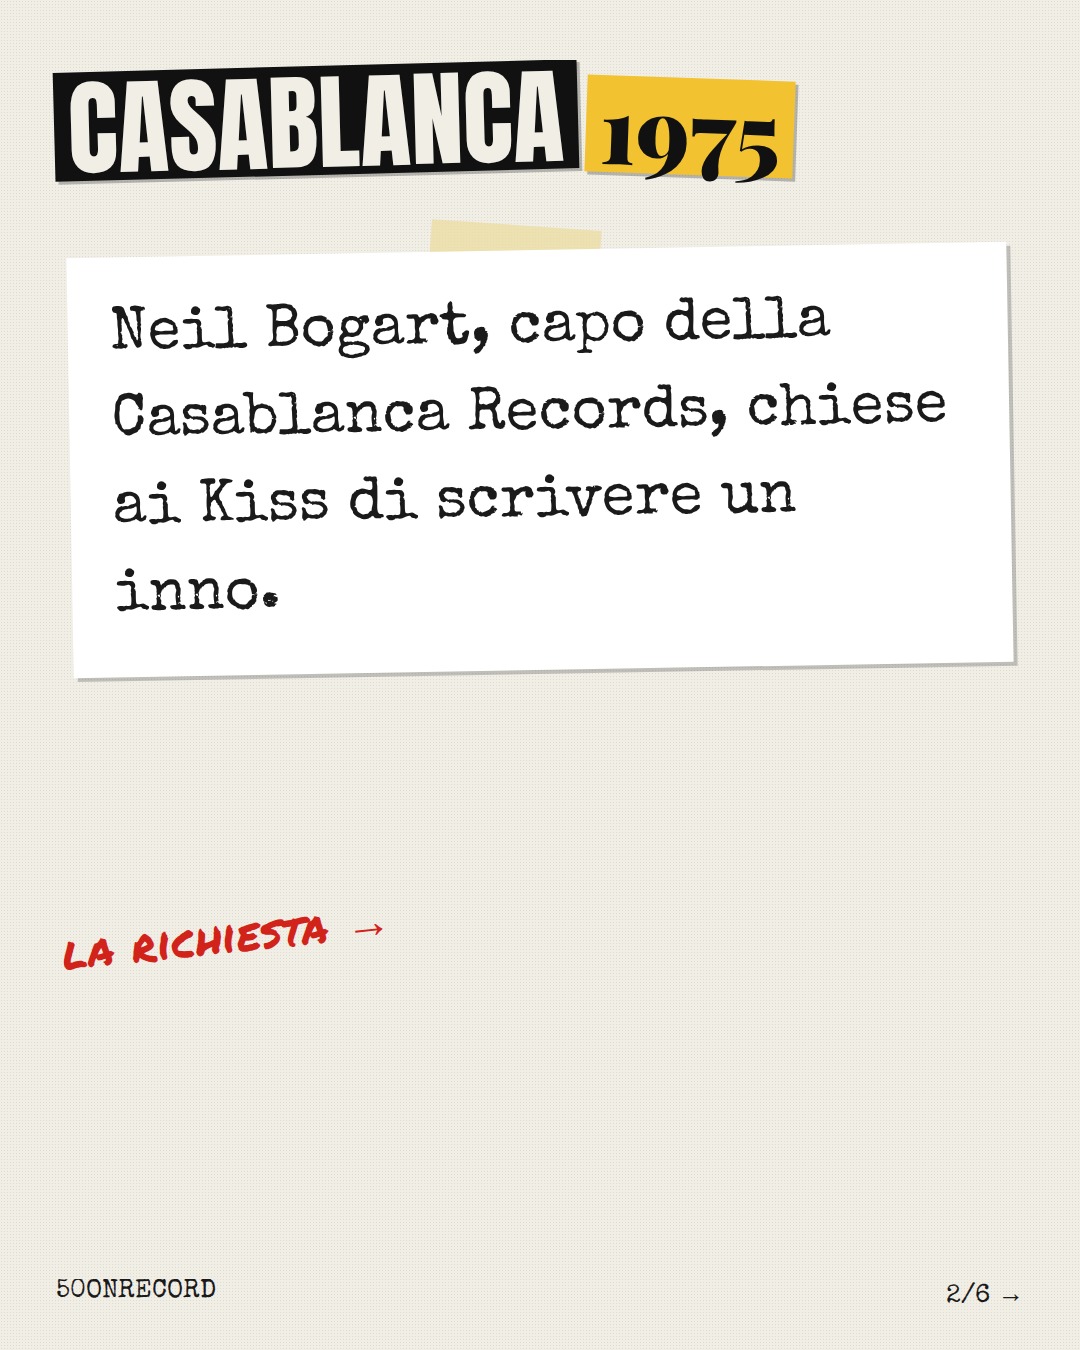 CASABLANCA 1975
Neil Bogart, capo della
Casablanca Records, chiese
ai Kiss di scrivere un
inno.
LA RICHIESTA →
500NRECORD
2/6 →